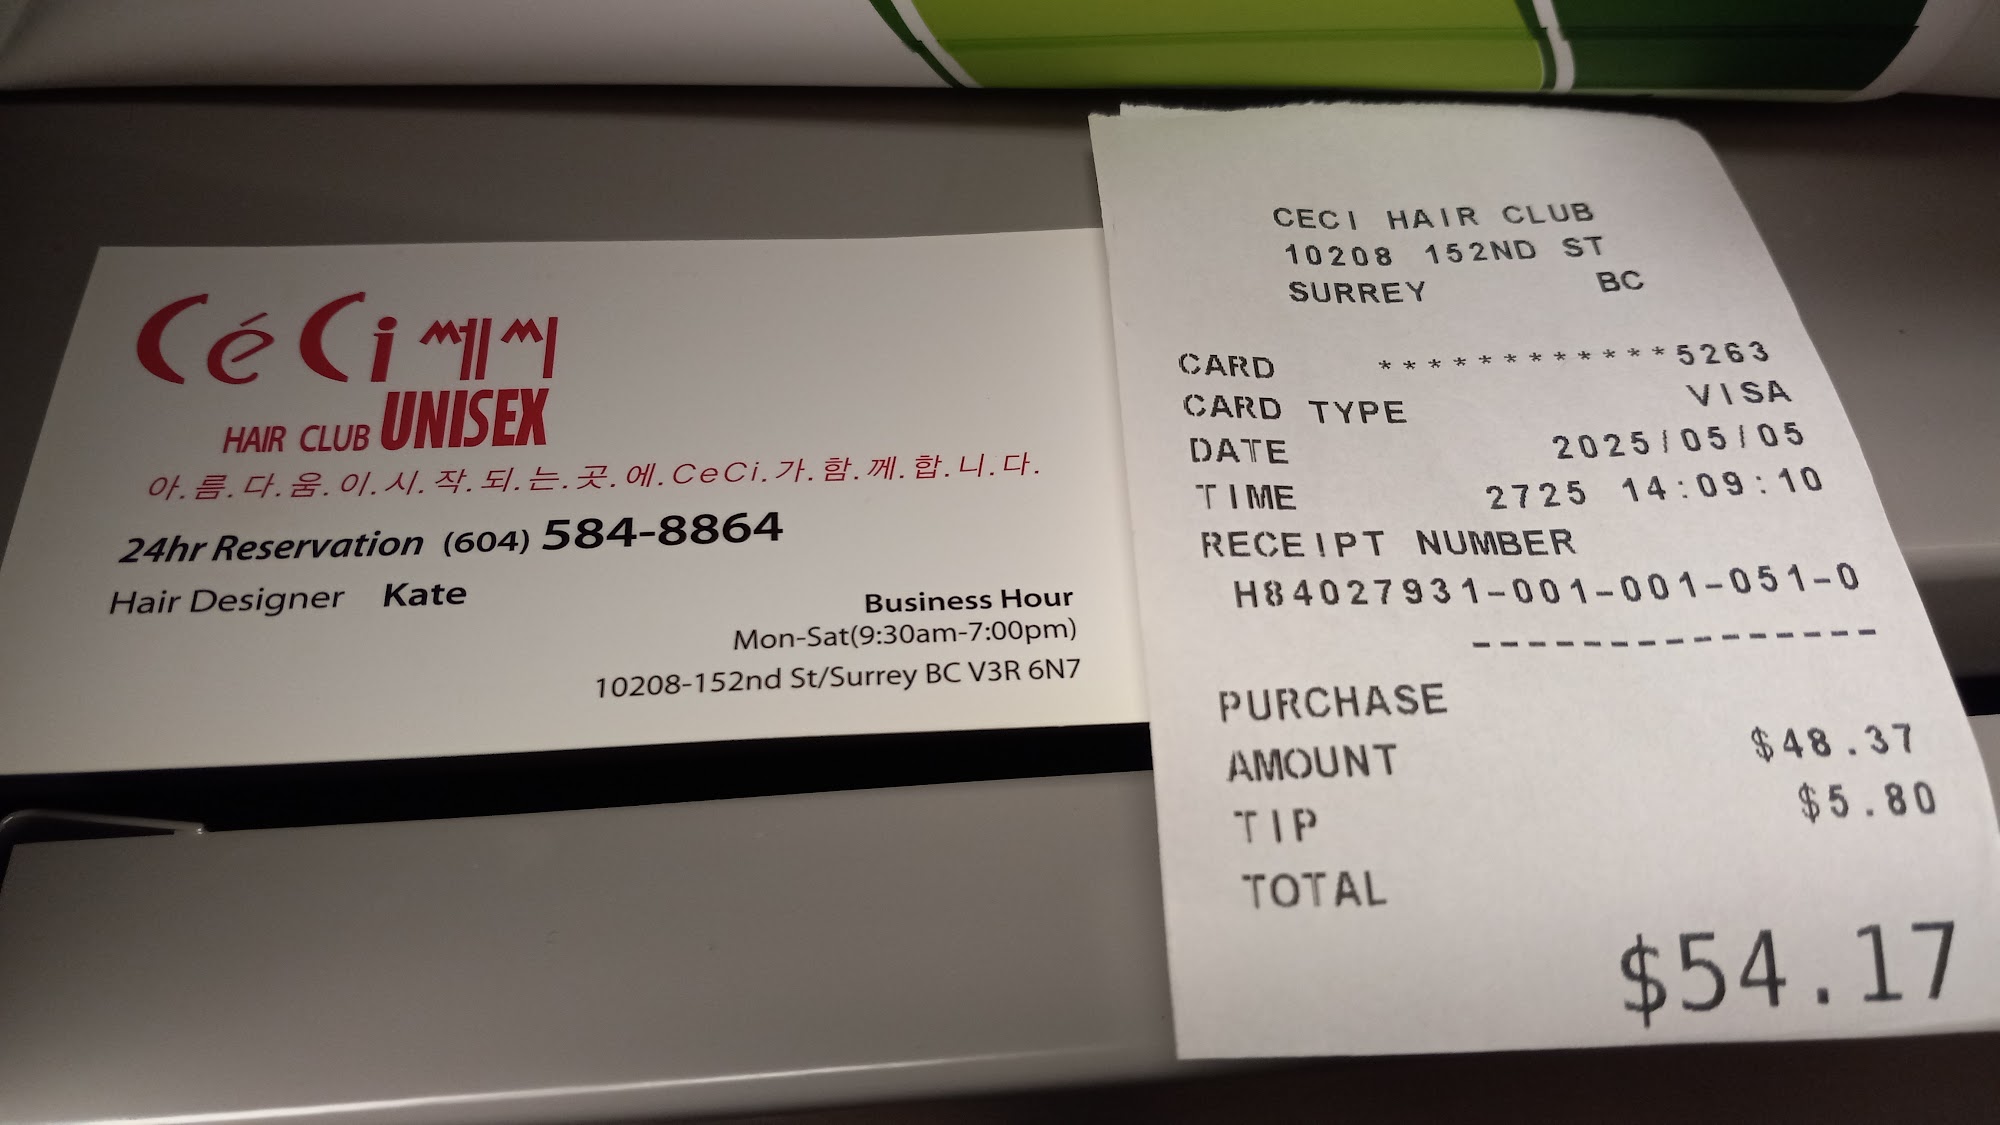 CéCi 쎄씨
HAIR CLUB UNISEX
아.름.다.움.이.시.작.되.는.곳.에.CeCi.가.함.께.합.니.다.
24hr Reservation (604) 584-8864
Hair Designer Kate
Business Hour
Mon-Sat(9:30am-7:00pm)
10208-152nd St/Surrey BC V3R 6N7
CECI HAIR CLUB
10208 152ND ST
SURREY BC
CARD ************5263
CARD TYPE VISA
DATE 2025/05/05
TIME 2725 14:09:10
RECEIPT NUMBER
H84027931-001-001-051-0
---------------
PURCHASE
AMOUNT $48.37
TIP $5.80
TOTAL
$54.17